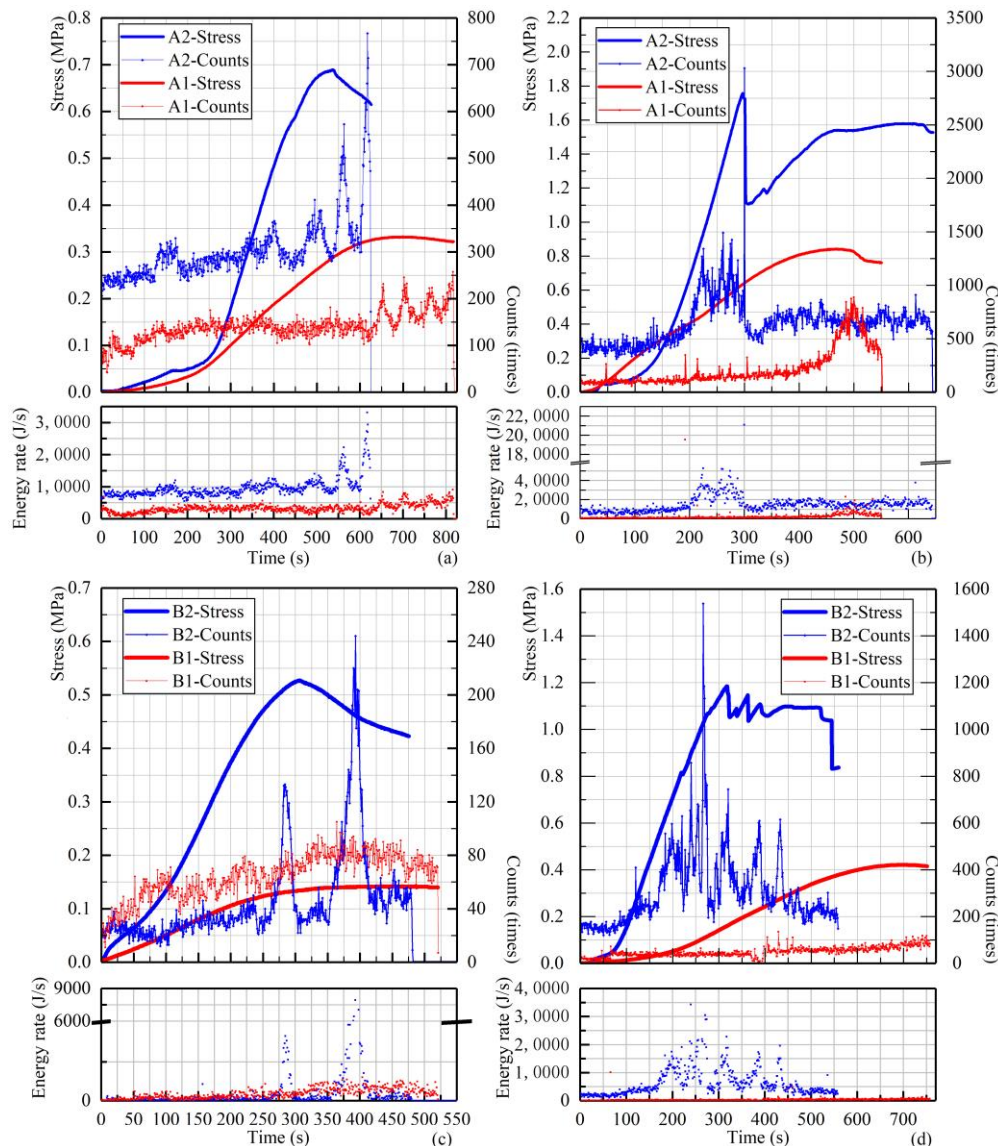 Stress (MPa)
0.8
0.7
0.6
0.5
0.4
0.3
0.2
0.1
0.0
A2-Stress
A2-Counts
A1-Stress
A1-Counts
800
700
600
500
400
300
200
100
0
Counts (times)
Energy rate (J/s)
3, 0000
2, 0000
1, 0000
0
0 100 200 300 400 500 600 700 800
Time (s)
(a)
Stress (MPa)
2.2
2.0
1.8
1.6
1.4
1.2
1.0
0.8
0.6
0.4
0.2
0.0
A2-Stress
A2-Counts
A1-Stress
A1-Counts
3500
3000
2500
2000
1500
1000
500
0
Counts (times)
Energy rate (J/s)
22, 0000
20, 0000
18, 0000
4, 0000
2, 0000
0
0 100 200 300 400 500 600
Time (s)
(b)
Stress (MPa)
0.7
0.6
0.5
0.4
0.3
0.2
0.1
0.0
B2-Stress
B2-Counts
B1-Stress
B1-Counts
280
240
200
160
120
80
40
0
Counts (times)
Energy rate (J/s)
9000
6000
0
0 50 100 150 200 250 300 350 400 450 500 550
Time (s)
(c)
Stress (MPa)
1.6
1.4
1.2
1.0
0.8
0.6
0.4
0.2
0.0
B2-Stress
B2-Counts
B1-Stress
B1-Counts
1600
1400
1200
1000
800
600
400
200
0
Counts (times)
Energy rate (J/s)
4, 0000
3, 0000
2, 0000
1, 0000
0
0 100 200 300 400 500 600 700
Time (s)
(d)